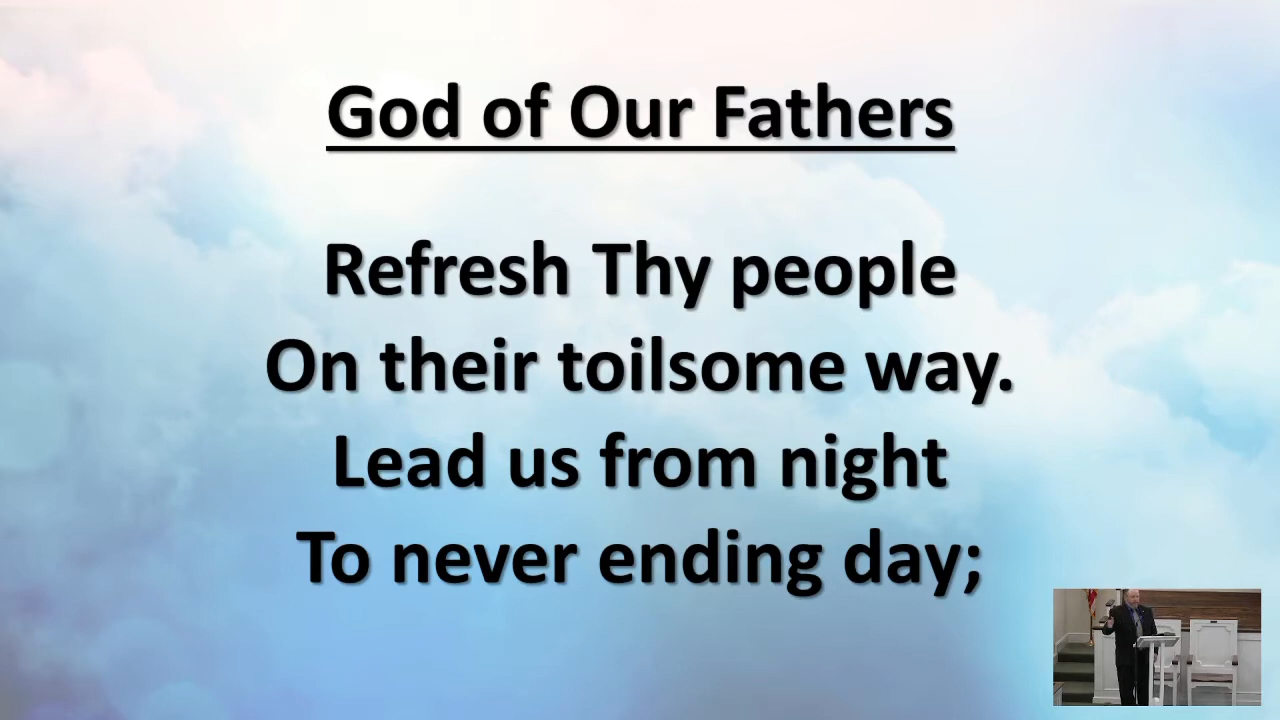 God of Our Fathers
Refresh Thy people
On their toilsome way.
Lead us from night
To never ending day;